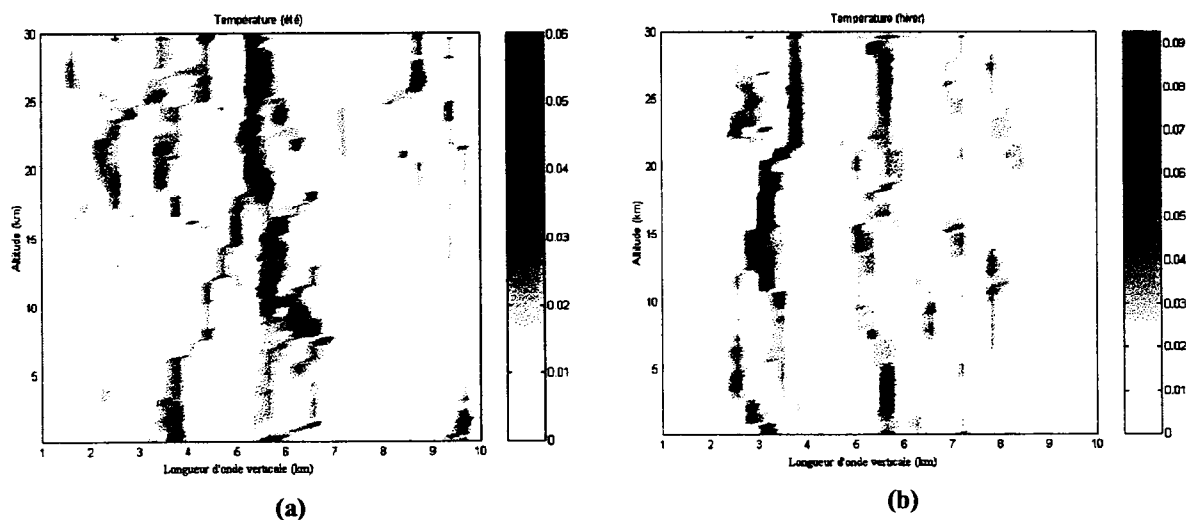 Température (été)
30
25
20
15
10
5
Altitude (km)
1 2 3 4 5 6 7 8 9 10
Longueur d'onde verticale (km)
0.06
0.05
0.04
0.03
0.02
0.01
0
(a)
Température (hiver)
30
25
20
15
10
5
Altitude (km)
1 2 3 4 5 6 7 8 9 10
Longueur d'onde verticale (km)
0.09
0.08
0.07
0.06
0.05
0.04
0.03
0.02
0.01
0
(b)